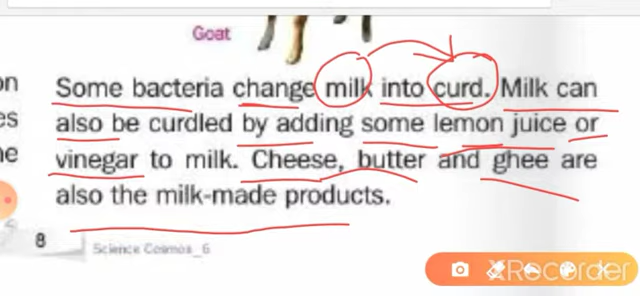 Goat
Some bacteria change milk into curd. Milk can
also be curdled by adding some lemon juice or
vinegar to milk. Cheese, butter and ghee are
also the milk-made products.
8
Science Cosmos_6
XRecorder